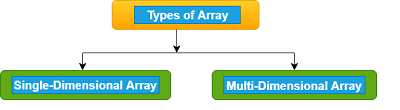 Types of Array
Single-Dimensional Array
Multi-Dimensional Array